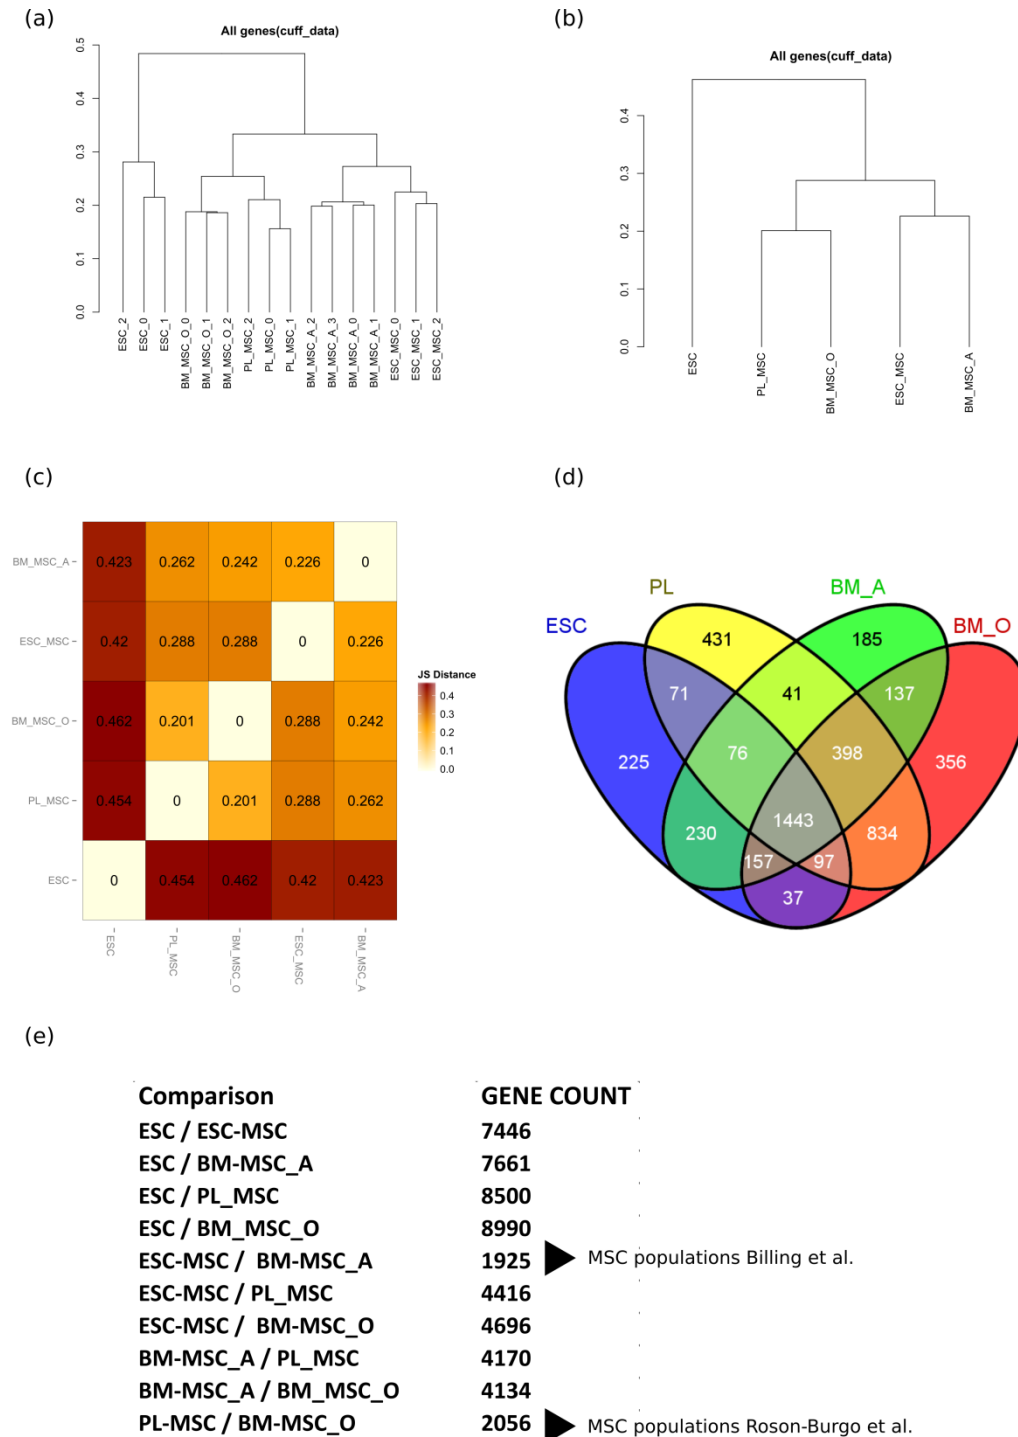 (a)
All genes(cuff_data)
0.5
0.4
0.3
0.2
0.1
0.0
ESC_2
ESC_0
ESC_1
BM_MSC_O_0
BM_MSC_O_1
BM_MSC_O_2
PL_MSC_2
PL_MSC_0
PL_MSC_1
BM_MSC_A_2
BM_MSC_A_3
BM_MSC_A_0
BM_MSC_A_1
ESC_MSC_0
ESC_MSC_1
ESC_MSC_2
(b)
All genes(cuff_data)
0.4
0.3
0.2
0.1
0.0
ESC
PL_MSC
BM_MSC_O
ESC_MSC
BM_MSC_A
(c)
BM_MSC_A 0.423 0.262 0.242 0.226 0
ESC_MSC 0.42 0.288 0.288 0 0.226
BM_MSC_O 0.462 0.201 0 0.288 0.242
PL_MSC 0.454 0 0.201 0.288 0.262
ESC 0 0.454 0.462 0.42 0.423
ESC
PL_MSC
BM_MSC_O
ESC_MSC
BM_MSC_A
JS Distance
0.4
0.3
0.2
0.1
0.0
(d)
ESC
PL
BM_A
BM_O
431
185
71
41
137
225
76
398
356
230
1443
834
157
97
37
(e)
Comparison GENE COUNT
ESC / ESC-MSC 7446
ESC / BM-MSC_A 7661
ESC / PL_MSC 8500
ESC / BM_MSC_O 8990
ESC-MSC / BM-MSC_A 1925 MSC populations Billing et al.
ESC-MSC / PL_MSC 4416
ESC-MSC / BM-MSC_O 4696
BM-MSC_A / PL_MSC 4170
BM-MSC_A / BM_MSC_O 4134
PL-MSC / BM-MSC_O 2056 MSC populations Roson-Burgo et al.